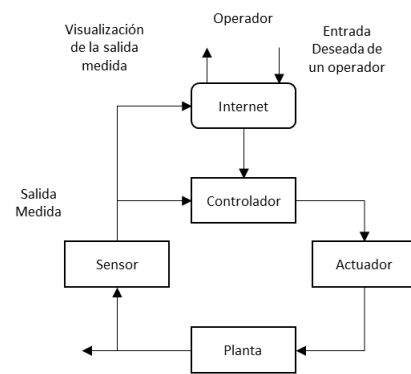 Visualización
de la salida
medida
Operador
Entrada
Deseada de
un operador
Internet
Salida
Medida
Controlador
Sensor
Actuador
Planta